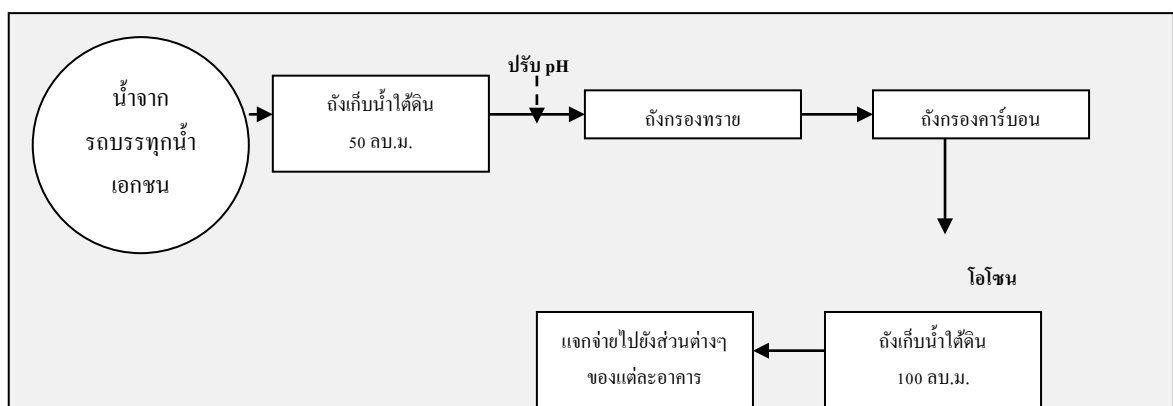 น้ำจาก
รถบรรทุกน้ำ
เอกชน
ถังเก็บน้ำใต้ดิน
50 ลบ.ม.
ปรับ pH
ถังกรองทราย
ถังกรองคาร์บอน
โอโซน
ถังเก็บน้ำใต้ดิน
100 ลบ.ม.
แจกจ่ายไปยังส่วนต่างๆ
ของแต่ละอาคาร